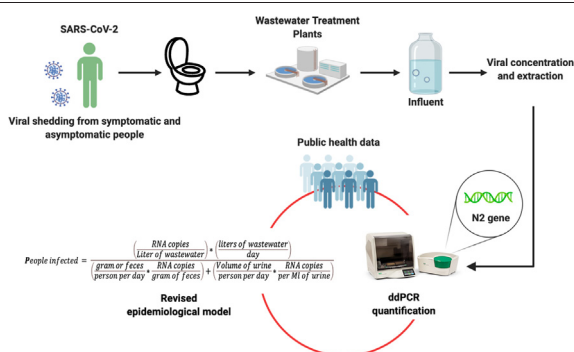 SARS-CoV-2
Wastewater Treatment
Plants
Viral concentration
and extraction
Influent
Viral shedding from symptomatic and
asymptomatic people
Public health data
N2 gene
People infected = (RNA copies / Liter of wastewater) * (liters of wastewater / day)
(gram or feces / person per day * RNA copies / gram of feces) + (Volume of urine / person per day * RNA copies / per Ml of urine)
Revised
epidemiological model
ddPCR
quantification